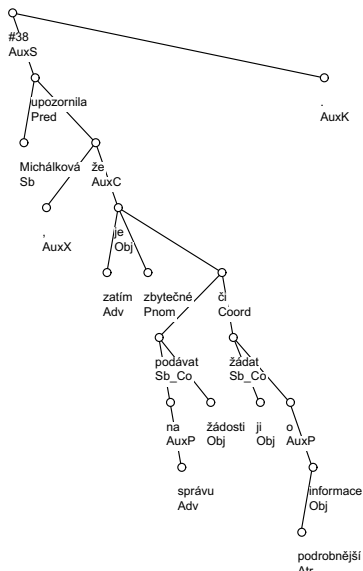 #38
AuxS
upozornila
Pred
.
AuxK
Michálková
Sb
že
AuxC
,
AuxX
je
Obj
zatím
Adv
zbytečné
Pnom
či
Coord
podávat
Sb_Co
žádat
Sb_Co
na
AuxP
žádosti
Obj
ji
Obj
o
AuxP
správu
Adv
informace
Obj
podrobnější
Atr